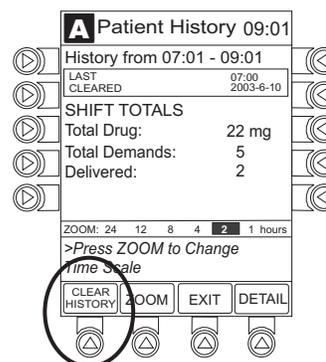 A Patient History 09:01
History from 07:01 - 09:01
LAST 07:00
CLEARED 2003-6-10
SHIFT TOTALS
Total Drug: 22 mg
Total Demands: 5
Delivered: 2
ZOOM: 24 12 8 4 2 1 hours
>Press ZOOM to Change
Time Scale
CLEAR
HISTORY ZOOM EXIT DETAIL